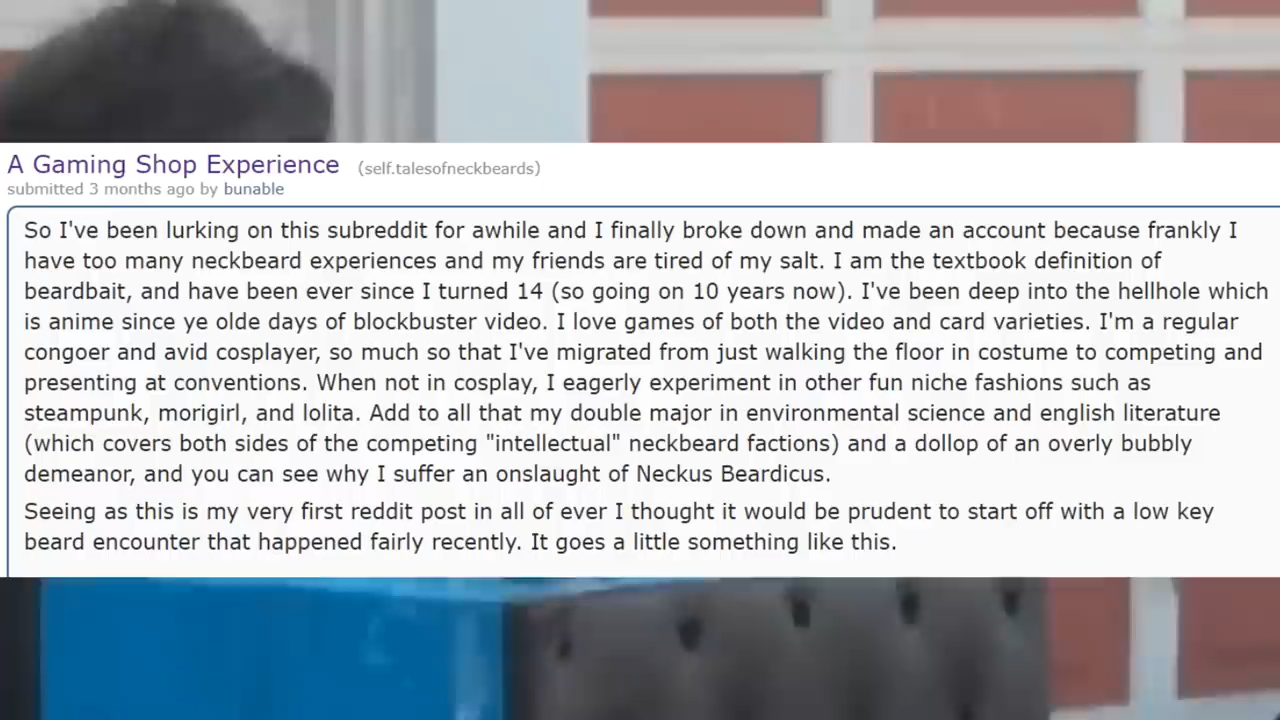 A Gaming Shop Experience (self.talesofneckbeards)
submitted 3 months ago by bunable
So I've been lurking on this subreddit for awhile and I finally broke down and made an account because frankly I
have too many neckbeard experiences and my friends are tired of my salt. I am the textbook definition of
beardbait, and have been ever since I turned 14 (so going on 10 years now). I've been deep into the hellhole which
is anime since ye olde days of blockbuster video. I love games of both the video and card varieties. I'm a regular
congoer and avid cosplayer, so much so that I've migrated from just walking the floor in costume to competing and
presenting at conventions. When not in cosplay, I eagerly experiment in other fun niche fashions such as
steampunk, morigirl, and lolita. Add to all that my double major in environmental science and english literature
(which covers both sides of the competing "intellectual" neckbeard factions) and a dollop of an overly bubbly
demeanor, and you can see why I suffer an onslaught of Neckus Beardicus.
Seeing as this is my very first reddit post in all of ever I thought it would be prudent to start off with a low key
beard encounter that happened fairly recently. It goes a little something like this.